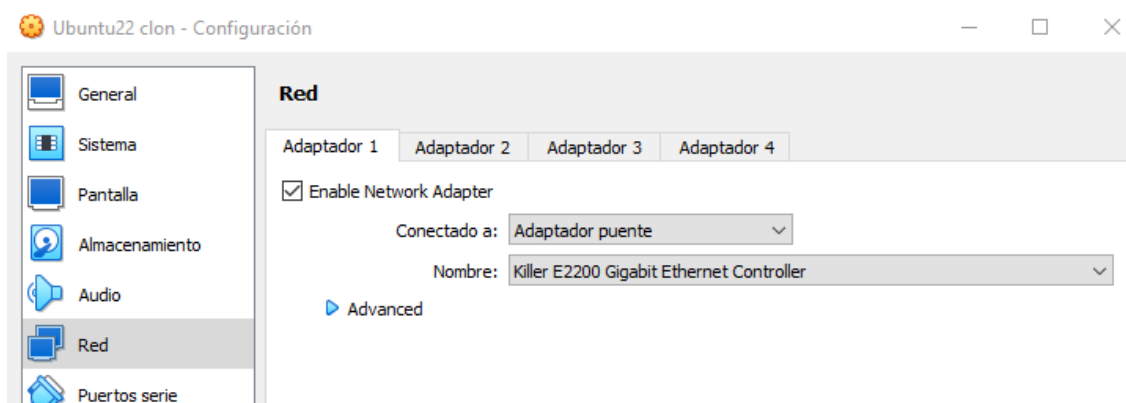 Ubuntu22 clon - Configuración
General
Sistema
Pantalla
Almacenamiento
Audio
Red
Puertos serie
Red
Adaptador 1 Adaptador 2 Adaptador 3 Adaptador 4
Enable Network Adapter
Conectado a: Adaptador puente
Nombre: Killer E2200 Gigabit Ethernet Controller
Advanced